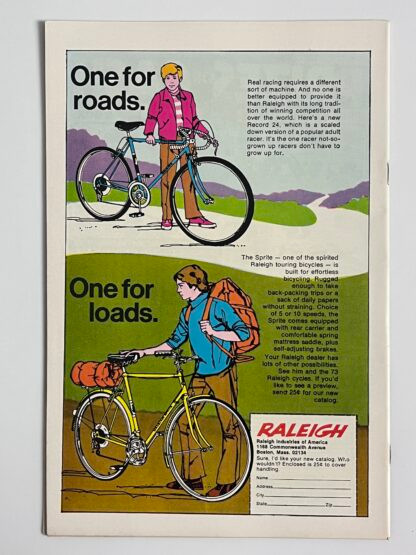 One for
roads.
Real racing requires a different
sort of machine. And no one is
better equipped to provide it
than Raleigh with its long tradi-
tion of winning competition all
over the world. Here's a new
Record 24, which is a scaled
down version of a popular adult
racer. It's the one racer not-so-
grown up racers don't have to
grow up for.
The Sprite — one of the spirited
Raleigh touring bicycles — is
built for effortless
bicycling. Rugged
enough to take
back-packing trips or a
sack of daily papers
without straining. Choice
of 5 or 10 speeds, the
Sprite comes equipped
with rear carrier and
comfortable spring
mattress saddle, plus
self-adjusting brakes.
Your Raleigh dealer has
lots of other possibilities.
See him and the 73
Raleigh cycles. If you'd
like to see a preview,
send 25¢ for our new
catalog.
One for
loads.
RALEIGH
Raleigh Industries of America
1168 Commonwealth Avenue
Boston, Mass. 02134
Sure, I'd like your new catalog. Who
wouldn't? Enclosed is 25¢ to cover
handling.
Name
Address
City
State Zip